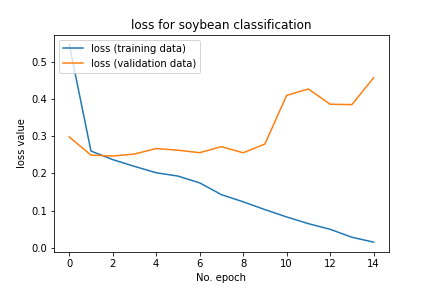 loss for soybean classification
loss (training data)
loss (validation data)
loss value
0.5
0.4
0.3
0.2
0.1
0.0
0 2 4 6 8 10 12 14
No. epoch